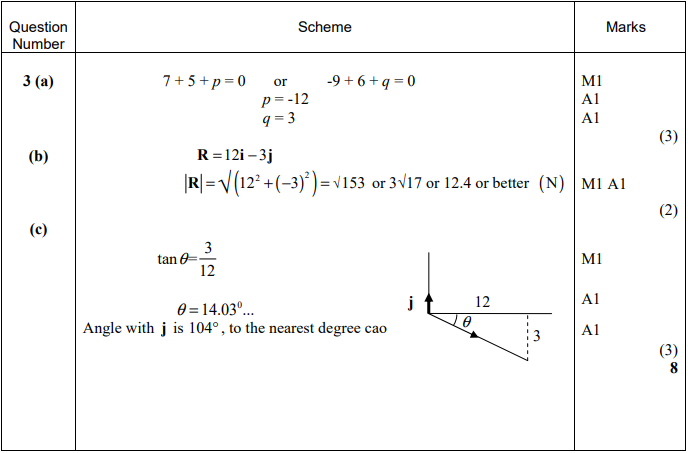 Question Number Scheme Marks
3 (a) 7 + 5 + p = 0 or -9 + 6 + q = 0 M1
p = -12 A1
q = 3 A1
(3)
(b) R = 12i – 3j
|R| = √(12² + (−3)²) = √153 or 3√17 or 12.4 or better (N) M1 A1
(2)
(c)
tan θ= 3/12 M1
θ = 14.03⁰... A1
Angle with j is 104°, to the nearest degree cao A1
j 12 θ 3
(3)
8